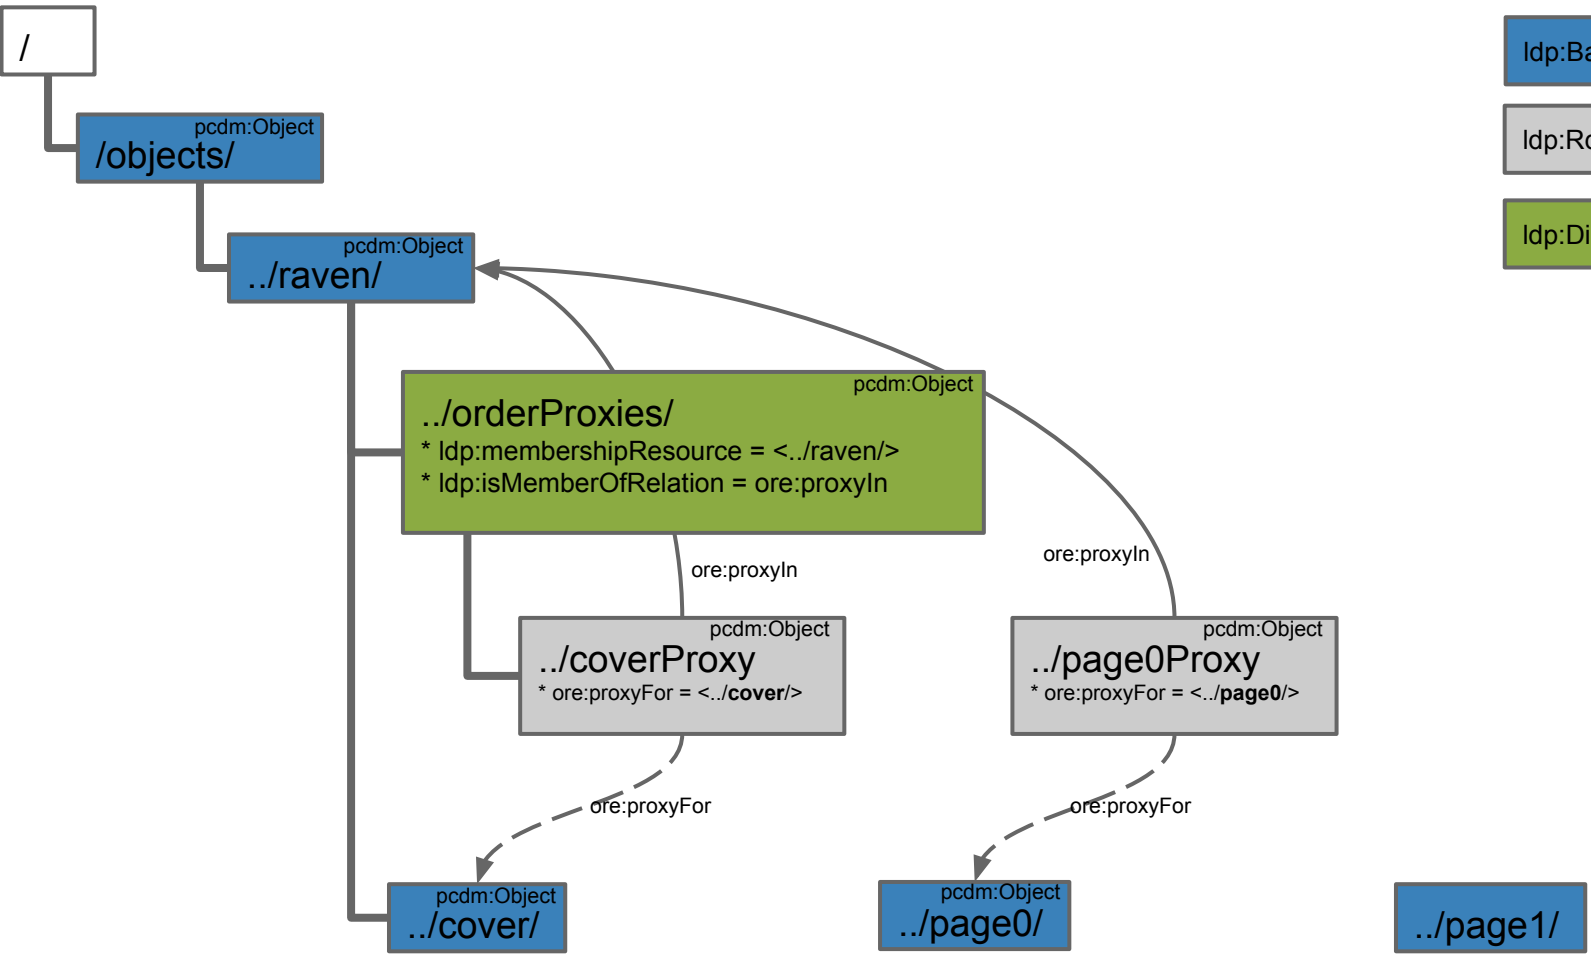 /
pcdm:Object
/objects/
pcdm:Object
../raven/
pcdm:Object
../orderProxies/
* ldp:membershipResource = <../raven/>
* ldp:isMemberOfRelation = ore:proxyIn
ore:proxyIn
ore:proxyIn
pcdm:Object
../coverProxy
* ore:proxyFor = <../cover/>
pcdm:Object
../page0Proxy
* ore:proxyFor = <../page0/>
ore:proxyFor
ore:proxyFor
pcdm:Object
../cover/
pcdm:Object
../page0/
../page1/